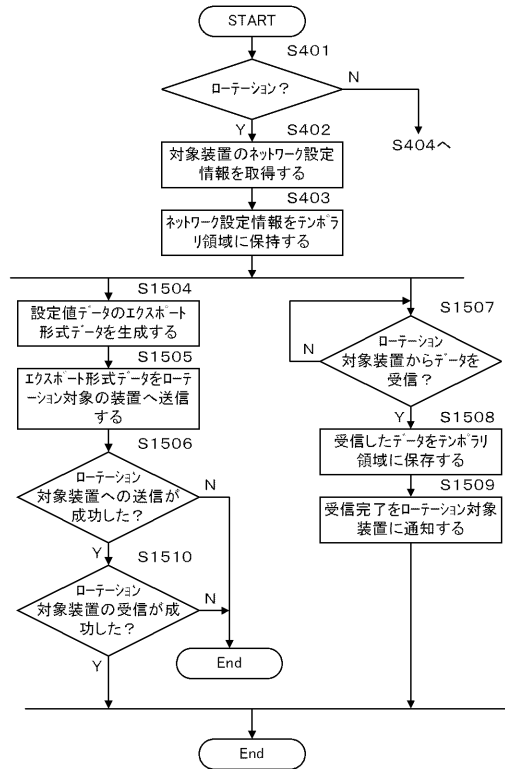 START
S401
ローテーション？
N
Y
S404へ
S402
対象装置のネットワーク設定
情報を取得する
S403
ネットワーク設定情報をテンポラ
リ領域に保持する
S1504
設定値データのエクスポート
形式データを生成する
S1505
エクスポート形式データをローテ
ーション対象の装置へ送信
する
S1506
ローテーション
対象装置への送信が
成功した？
N
Y
S1510
ローテーション
対象装置の受信が成
功した？
N
Y
End
S1507
ローテーション
対象装置からデータを
受信？
N
Y
S1508
受信したデータをテンポラリ
領域に保存する
S1509
受信完了をローテーション対象
装置に通知する
End